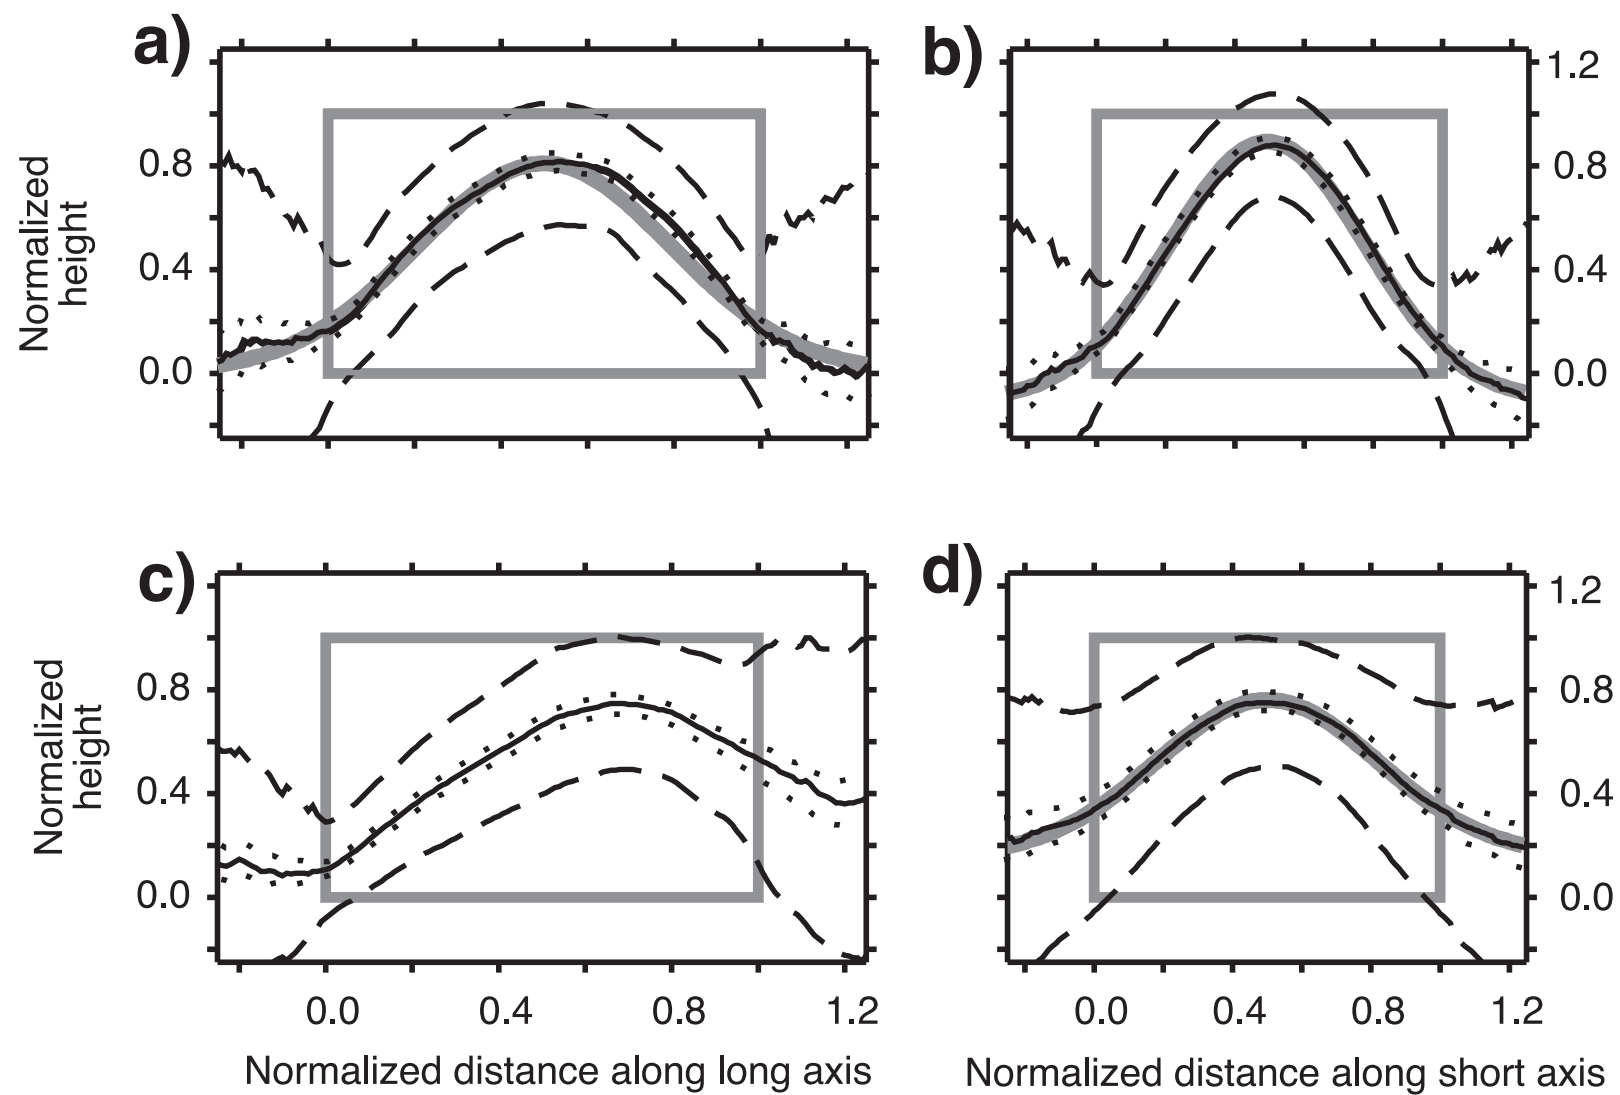 a)
b)
Normalized
height
0.8
0.4
0.0
1.2
0.8
0.4
0.0
c)
d)
Normalized
height
0.8
0.4
0.0
1.2
0.8
0.4
0.0
0.0 0.4 0.8 1.2
0.0 0.4 0.8 1.2
Normalized distance along long axis
Normalized distance along short axis